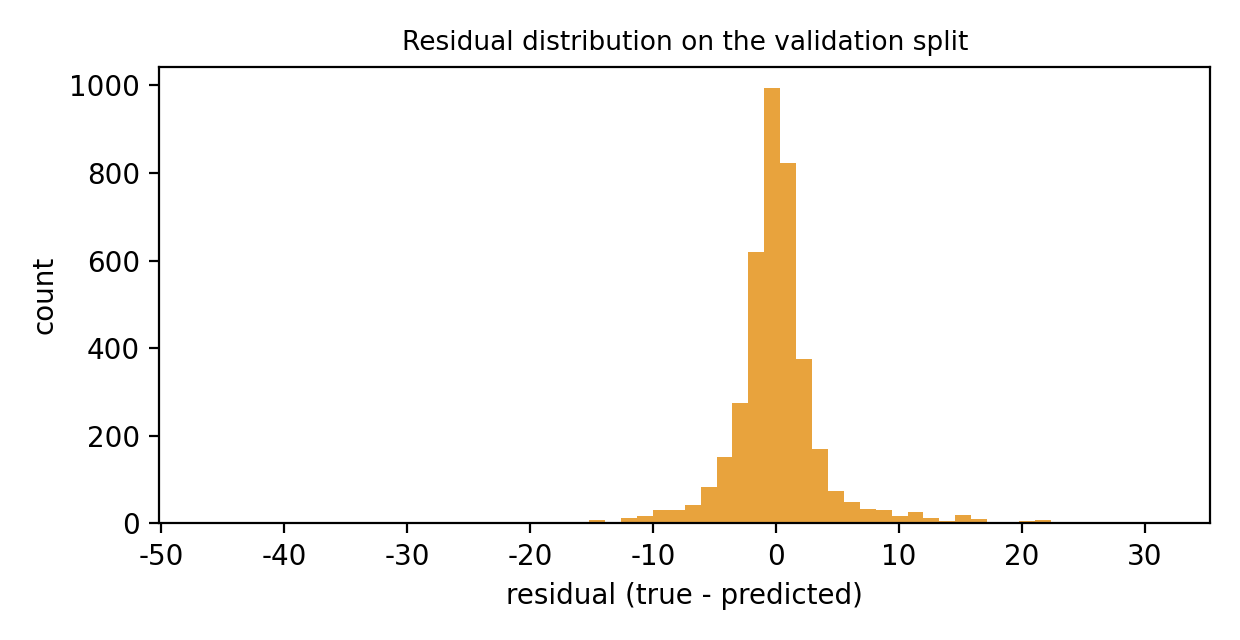 Residual distribution on the validation split
1000
800
600
400
200
0
count
-50 -40 -30 -20 -10 0 10 20 30
residual (true - predicted)